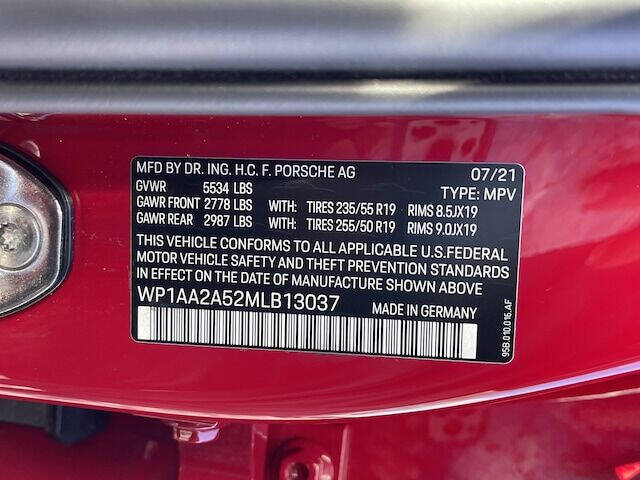 MFD BY DR. ING. H.C. F. PORSCHE AG 07/21
GVWR 5534 LBS TYPE: MPV
GAWR FRONT 2778 LBS WITH: TIRES 235/55 R19 RIMS 8.5JX19
GAWR REAR 2987 LBS WITH: TIRES 255/50 R19 RIMS 9.0JX19
THIS VEHICLE CONFORMS TO ALL APPLICABLE U.S.FEDERAL
MOTOR VEHICLE SAFETY AND THEFT PREVENTION STANDARDS
IN EFFECT ON THE DATE OF MANUFACTURE SHOWN ABOVE
WP1AA2A52MLB13037 MADE IN GERMANY
95B.010.016.AF